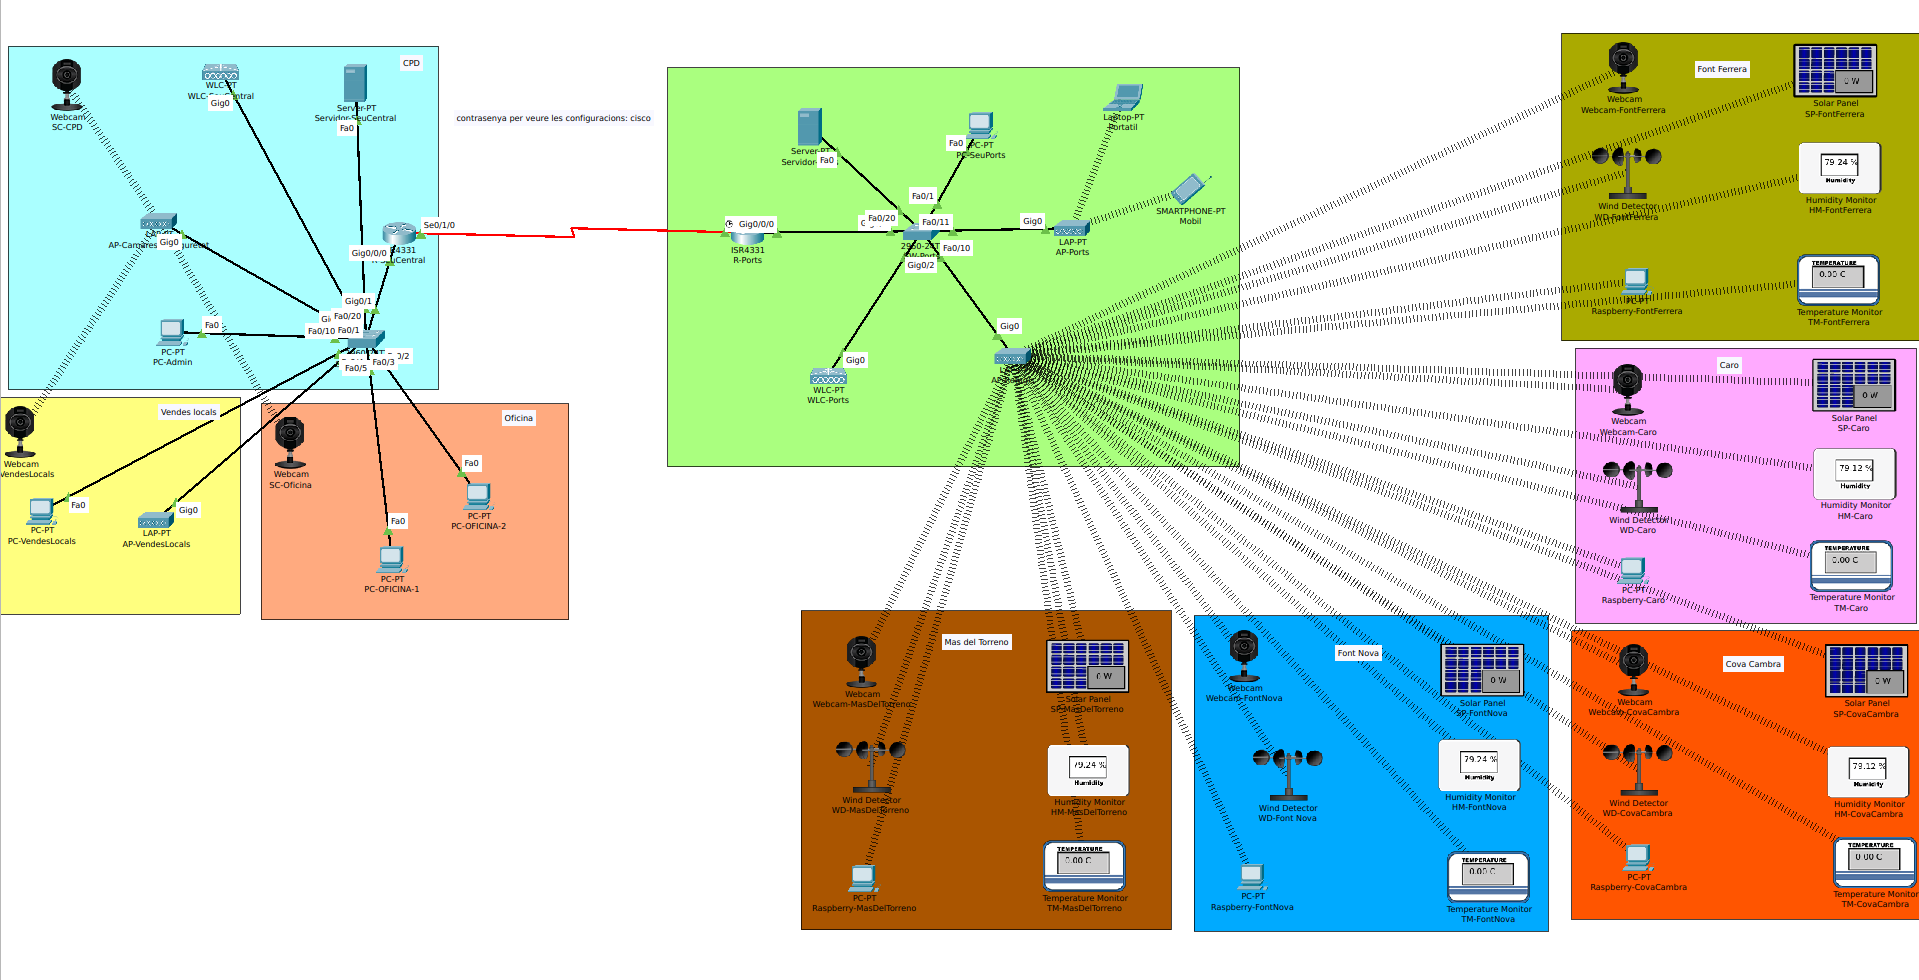 CPD
Webcam
SC-CPD
WLC-PT
Gig0
Server-PT
Servidor-SeuCentral
Fa0
contrasenya per veure les configuracions: cisco
Gig0
Se0/1/0
Gig0/0/0
Gig0/1
Fa0/20
Fa0/10
Fa0/1
Fa0/3
Fa0/5
Fa0
PC-PT
PC-Admin
Vendes locals
Webcam
VendesLocals
Fa0
PC-PT
PC-VendesLocals
Gig0
LAP-PT
AP-VendesLocals
Oficina
Webcam
SC-Oficina
Fa0
PC-PT
PC-OFICINA-2
Fa0
PC-PT
PC-OFICINA-1
Server-PT
Fa0
Fa0
PC-PT
PC-SeuPorts
Laptop-PT
Portatil
SMARTPHONE-PT
Mobil
Gig0/0/0
ISR4331
R-Ports
Fa0/20
Fa0/1
Fa0/11
Fa0/10
Gig0/2
Gig0
LAP-PT
AP-Ports
Gig0
WLC-PT
WLC-Ports
Gig0
Font Ferrera
Webcam
Webcam-FontFerrera
0 W
Solar Panel
SP-FontFerrera
Wind Detector
WD-FontFerrera
79.24 %
Humidity
Humidity Monitor
HM-FontFerrera
PC-PT
Raspberry-FontFerrera
TEMPERATURE
0.00 C
Temperature Monitor
TM-FontFerrera
Caro
Webcam
Webcam-Caro
0 W
Solar Panel
SP-Caro
Wind Detector
WD-Caro
79.12 %
Humidity
Humidity Monitor
HM-Caro
PC-PT
Raspberry-Caro
TEMPERATURE
0.00 C
Temperature Monitor
TM-Caro
Mas del Torreno
Webcam
Webcam-MasDelTorreno
0 W
Solar Panel
SP-MasDelTorreno
Wind Detector
WD-MasDelTorreno
79.24 %
Humidity
Humidity Monitor
HM-MasDelTorreno
PC-PT
Raspberry-MasDelTorreno
TEMPERATURE
0.00 C
Temperature Monitor
TM-MasDelTorreno
Font Nova
Webcam
Webcam-FontNova
0 W
Solar Panel
SP-FontNova
Wind Detector
WD-Font Nova
79.24 %
Humidity
Humidity Monitor
HM-FontNova
PC-PT
Raspberry-FontNova
TEMPERATURE
0.00 C
Temperature Monitor
TM-FontNova
Cova Cambra
Webcam
Webcam-CovaCambra
0 W
Solar Panel
SP-CovaCambra
Wind Detector
WD-CovaCambra
79.12 %
Humidity
Humidity Monitor
HM-CovaCambra
PC-PT
Raspberry-CovaCambra
TEMPERATURE
0.00 C
Temperature Monitor
TM-CovaCambra